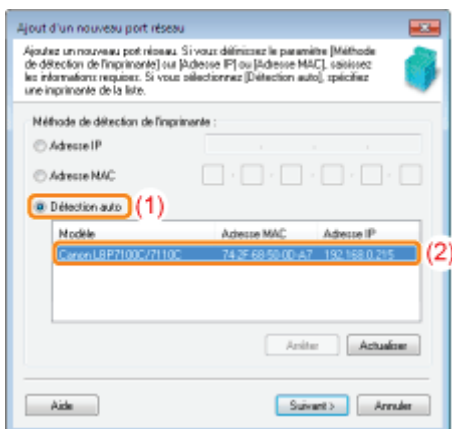 Ajout d'un nouveau port réseau
Ajoutez un nouveau port réseau. Si vous définissez le paramètre [Méthode
de détection de l'imprimante] sur [Adresse IP] ou [Adresse MAC], saisissez
les informations requises. Si vous sélectionnez [Détection auto], spécifiez
une imprimante de la liste.
Méthode de détection de l'imprimante :
Adresse IP
Adresse MAC
Détection auto (1)
Modèle Adresse MAC Adresse IP
Canon LBP7100C/7110C 74-2F-68-50-0D-A7 192.168.0.215 (2)
Arrêter Actualiser
Aide Suivant > Annuler